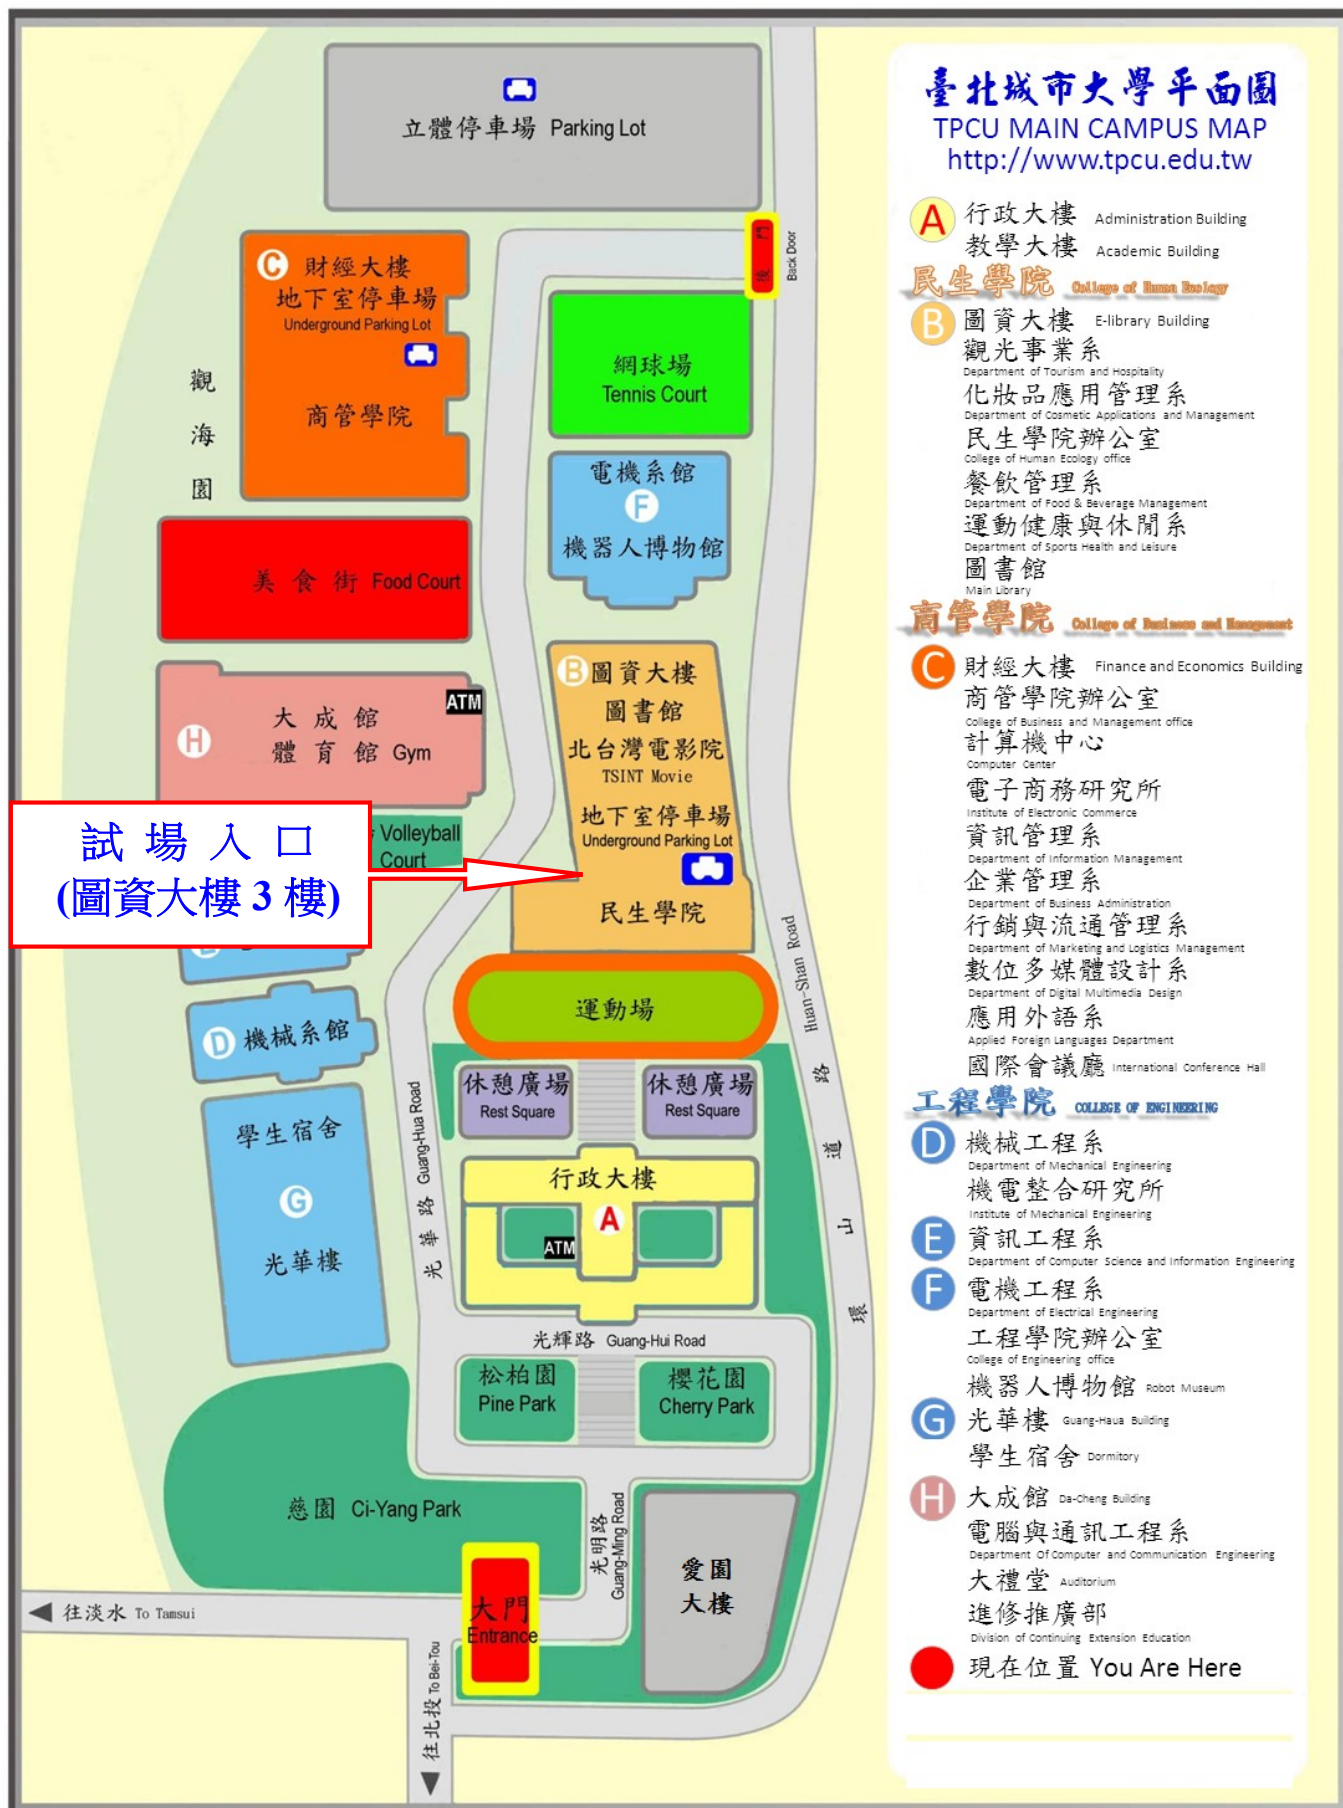 臺北城市大學平面圖
TPCU MAIN CAMPUS MAP
http://www.tpcu.edu.tw
A 行政大樓 Administration Building
教學大樓 Academic Building
民生學院 College of Human Ecology
B 圖資大樓 E-library Building
觀光事業系
Department of Tourism and Hospitality
化妝品應用管理系
Department of Cosmetic Applications and Management
民生學院辦公室
College of Human Ecology office
餐飲管理系
Department of Food & Beverage Management
運動健康與休閒系
Department of Sports Health and Leisure
圖書館
Main Library
商管學院 College of Business and Management
C 財經大樓 Finance and Economics Building
商管學院辦公室
College of Business and Management office
計算機中心
Computer Center
電子商務研究所
Institute of Electronic Commerce
資訊管理系
Department of Information Management
企業管理系
Department of Business Administration
行銷與流通管理系
Department of Marketing and Logistics Management
數位多媒體設計系
Department of Digital Multimedia Design
應用外語系
Applied Foreign Languages Department
國際會議廳 International Conference Hall
工程學院 COLLEGE OF ENGINEERING
D 機械工程系
Department of Mechanical Engineering
機電整合研究所
Institute of Mechanical Engineering
E 資訊工程系
Department of Computer Science and Information Engineering
F 電機工程系
Department of Electrical Engineering
工程學院辦公室
College of Engineering office
機器人博物館 Robot Museum
G 光華樓 Guang-Haua Building
學生宿舍 Dormitory
H 大成館 Da-Cheng Building
電腦與通訊工程系
Department Of Computer and Communication Engineering
大禮堂 Auditorium
進修推廣部
Division of Continuing Extension Education
現在位置 You Are Here
立體停車場 Parking Lot
後門
Back Door
C 財經大樓
地下室停車場
Underground Parking Lot
商管學院
觀海園
網球場
Tennis Court
電機系館
F
機器人博物館
美食街 Food Court
B 圖資大樓
圖書館
北台灣電影院
TSINT Movie
地下室停車場
Underground Parking Lot
民生學院
ATM
H
大成館
體育館 Gym
Volleyball
Court
試場入口
(圖資大樓 3 樓)
D 機械系館
運動場
休憩廣場
Rest Square
休憩廣場
Rest Square
學生宿舍
G
光華樓
行政大樓
A
ATM
光華路 Guang-Hua Road
環山道路 Huan-Shan Road
光輝路 Guang-Hui Road
松柏園
Pine Park
櫻花園
Cherry Park
慈園 Ci-Yang Park
光明路
Guang-Ming Road
愛園
大樓
大門
Entrance
往淡水 To Tamsui
往北投 To Bei-Tou